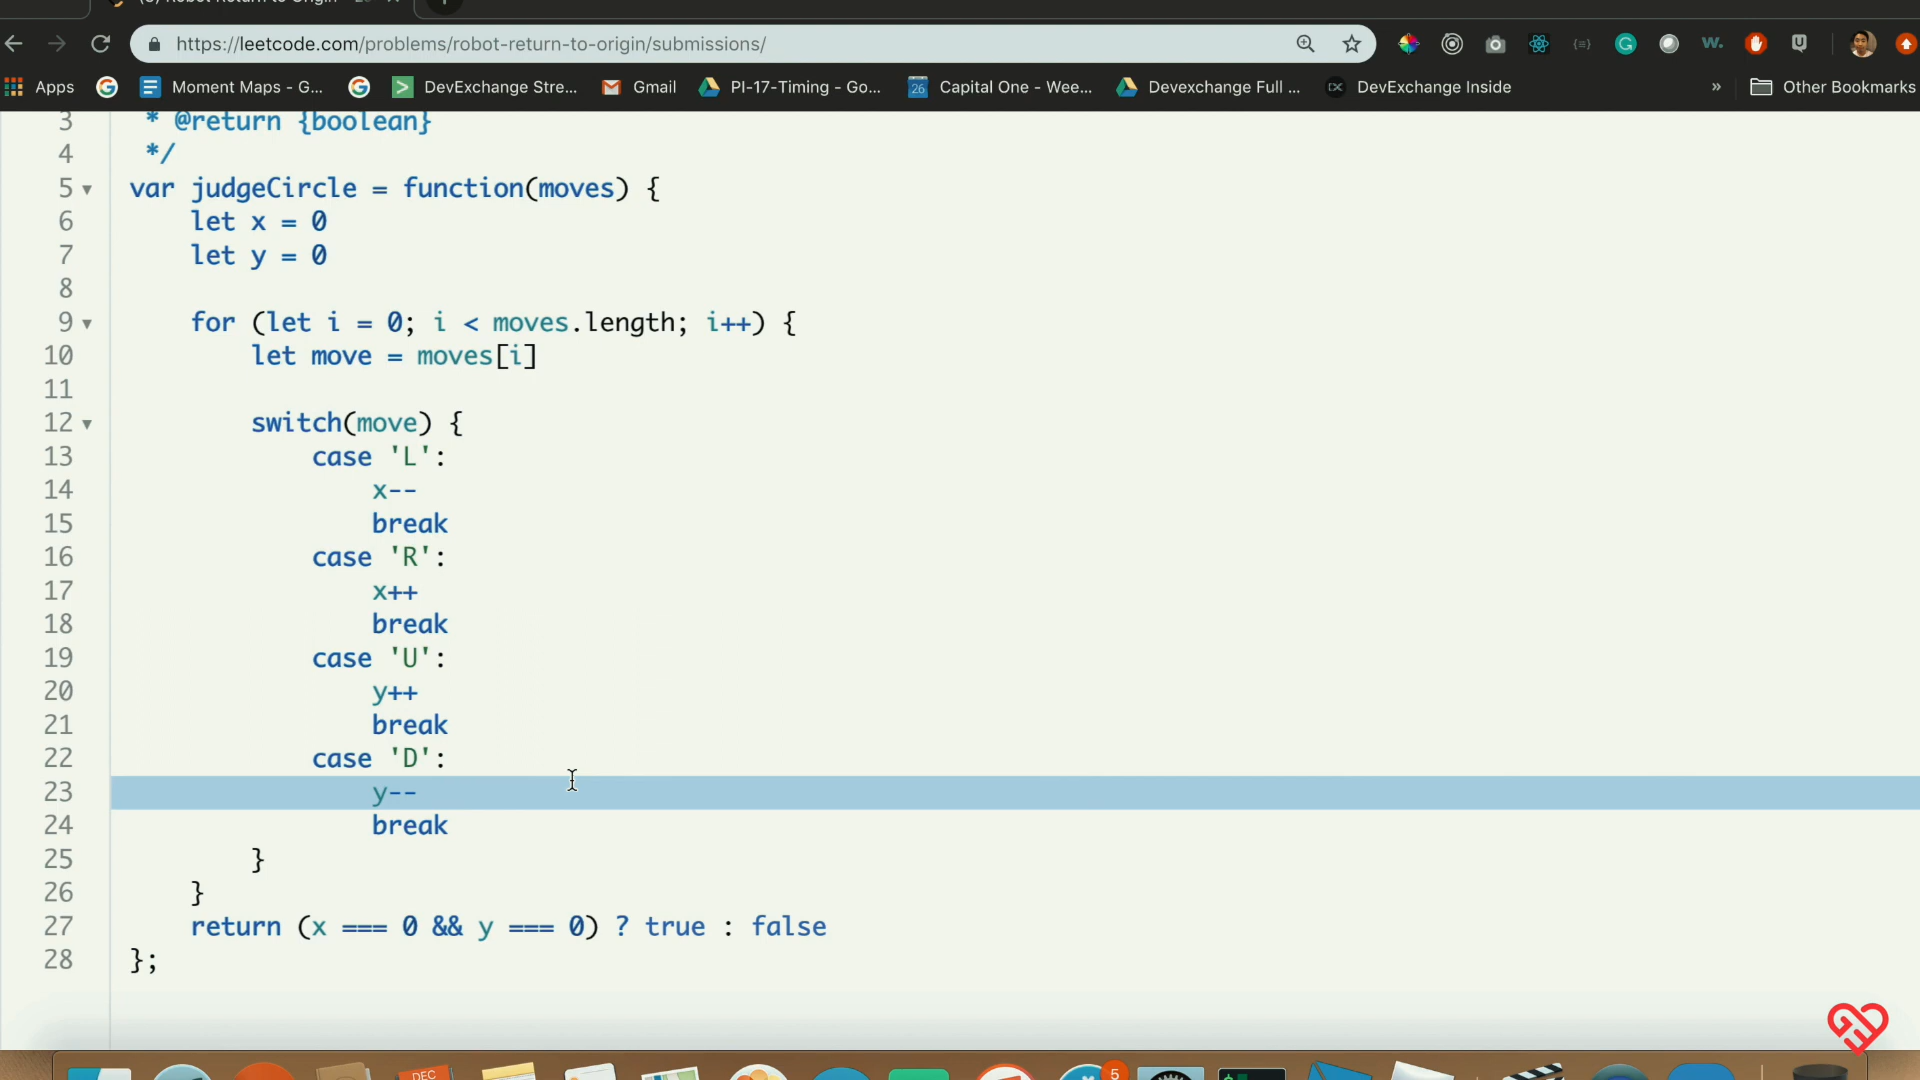 https://leetcode.com/problems/robot-return-to-origin/submissions/
Apps Moment Maps - G... DevExchange Stre... Gmail PI-17-Timing - Go... 26 Capital One - Wee... Devexchange Full ... DevExchange Inside » Other Bookmarks
3 * @return {boolean}
4 */
5 var judgeCircle = function(moves) {
6 let x = 0
7 let y = 0
8
9 for (let i = 0; i < moves.length; i++) {
10 let move = moves[i]
11
12 switch(move) {
13 case 'L':
14 x--
15 break
16 case 'R':
17 x++
18 break
19 case 'U':
20 y++
21 break
22 case 'D':
23 y--
24 break
25 }
26 }
27 return (x === 0 && y === 0) ? true : false
28 };
DEC 5